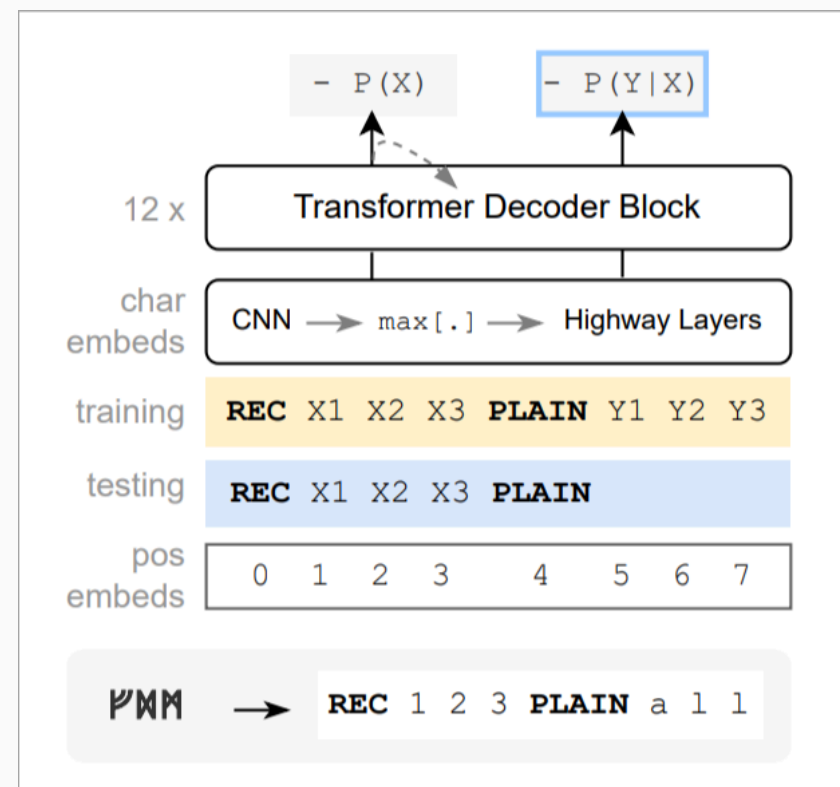 - P(X) - P(Y|X)
12 x Transformer Decoder Block
char embeds CNN → max[.] → Highway Layers
training REC X1 X2 X3 PLAIN Y1 Y2 Y3
testing REC X1 X2 X3 PLAIN
pos embeds 0 1 2 3 4 5 6 7
→ REC 1 2 3 PLAIN a l l